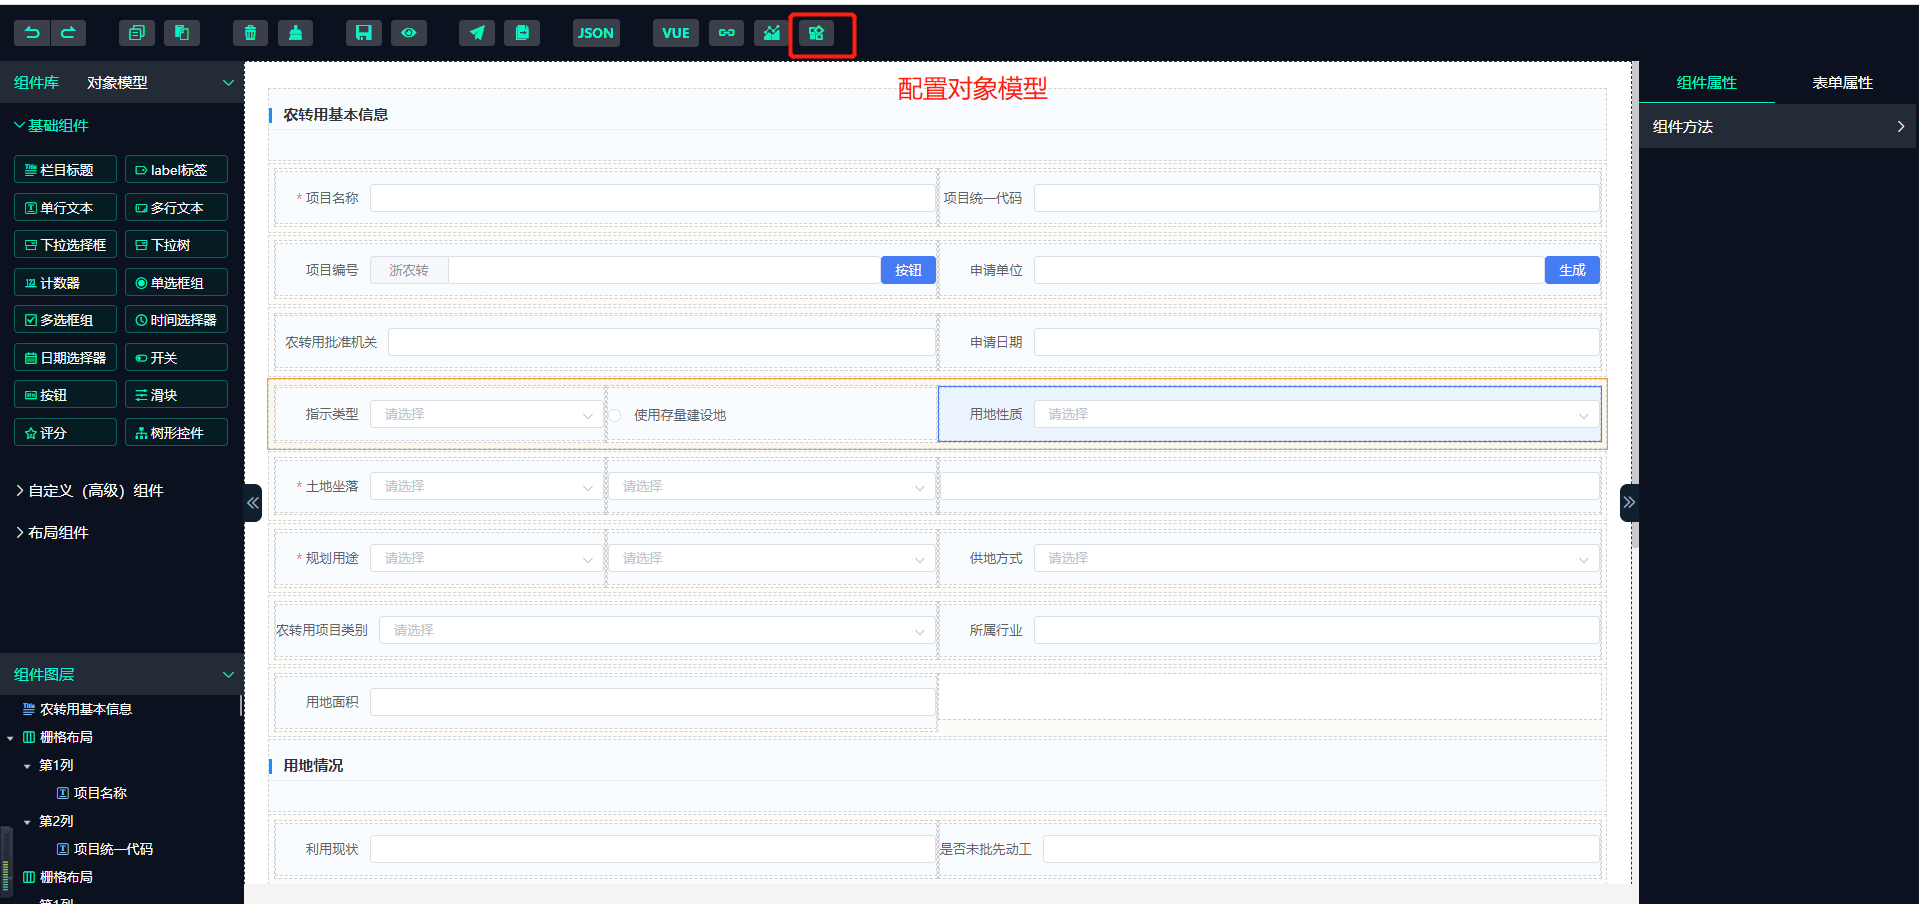 JSON
VUE
组件库
对象模型
配置对象模型
组件属性
表单属性
组件方法
基础组件
栏目标题
label标签
单行文本
多行文本
下拉选择框
下拉树
计数器
单选框组
多选框组
时间选择器
日期选择器
开关
按钮
滑块
评分
树形控件
自定义（高级）组件
布局组件
组件图层
农转用基本信息
栅格布局
第1列
项目名称
第2列
项目统一代码
栅格布局
第1列
农转用基本信息
* 项目名称
项目统一代码
项目编号
浙农转
按钮
申请单位
生成
农转用批准机关
申请日期
指示类型
请选择
使用存量建设地
用地性质
请选择
* 土地坐落
请选择
请选择
* 规划用途
请选择
请选择
供地方式
请选择
农转用项目类别
请选择
所属行业
用地面积
用地情况
利用现状
是否未批先动工